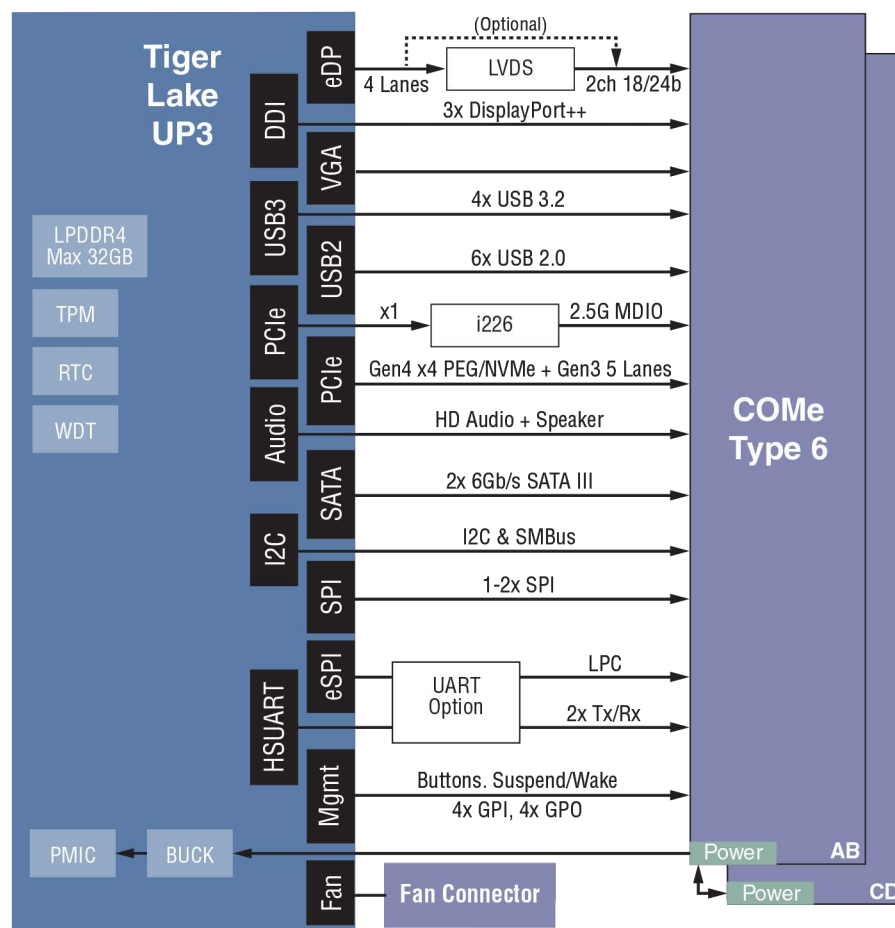 Tiger
Lake
UP3
eDP
(Optional)
4 Lanes
LVDS
2ch 18/24b
DDI
3x DisplayPort++
VGA
USB3
4x USB 3.2
LPDDR4
Max 32GB
USB2
6x USB 2.0
TPM
PCIe
x1
i226
2.5G MDIO
RTC
PCIe
Gen4 x4 PEG/NVMe + Gen3 5 Lanes
WDT
Audio
HD Audio + Speaker
COMe
Type 6
SATA
2x 6Gb/s SATA III
I2C
I2C & SMBus
SPI
1-2x SPI
eSPI
LPC
UART
Option
HSUART
2x Tx/Rx
Mgmt
Buttons. Suspend/Wake
4x GPI, 4x GPO
PMIC
BUCK
Power
AB
Fan
Fan Connector
Power
CD